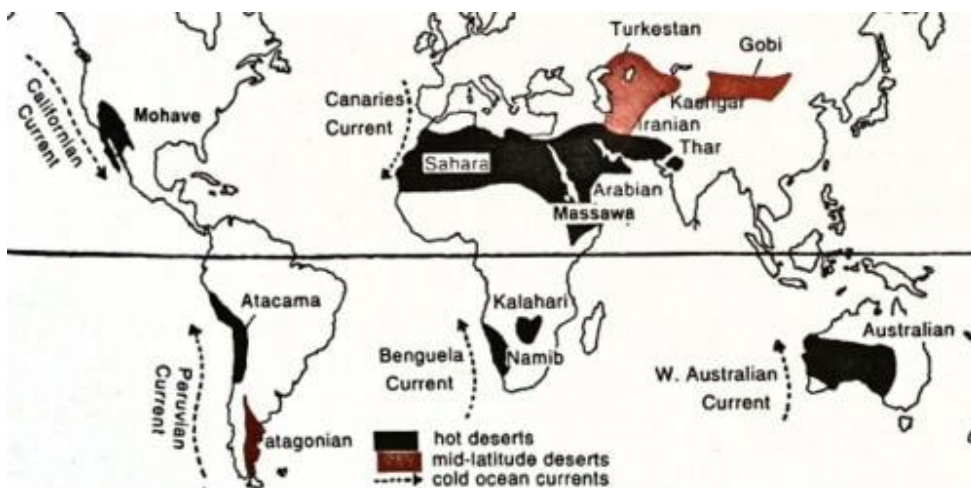 Turkestan
Gobi
Californian
Current
Mohave
Canaries
Current
Kashgar
Iranian
Thar
Sahara
Arabian
Massawa
Atacama
Kalahari
Australian
Peruvian
Current
Benguela
Current
Namib
W. Australian
Current
atagonian
hot deserts
mid-latitude deserts
cold ocean currents